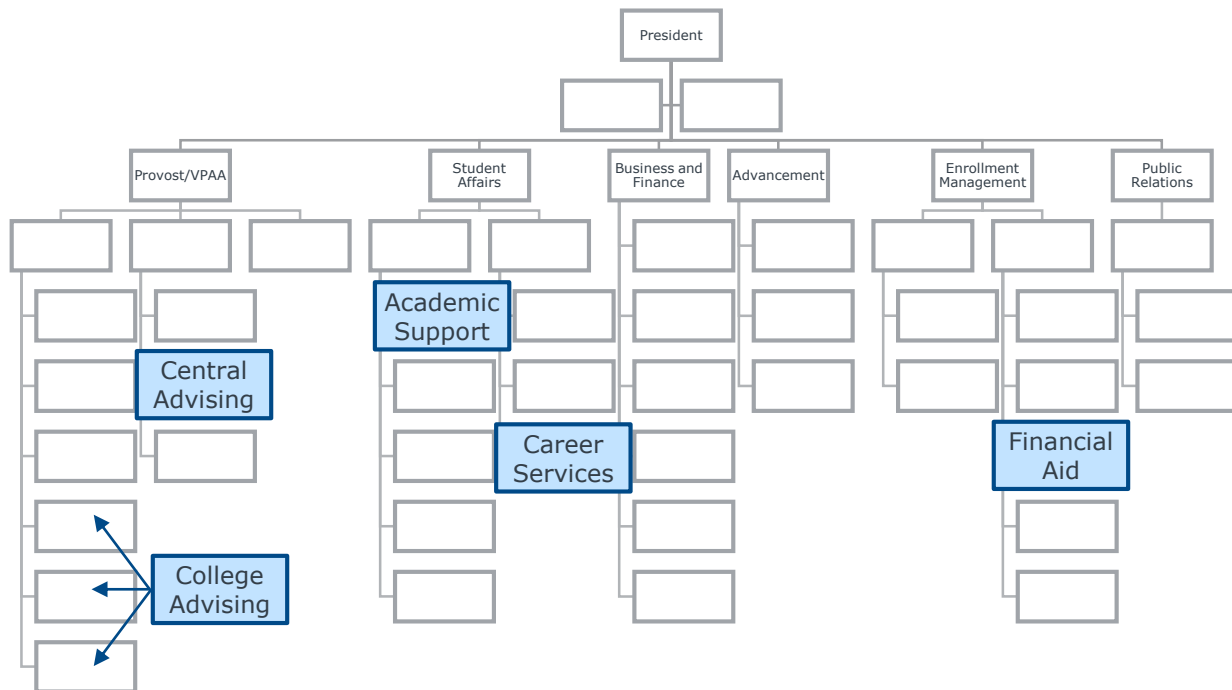 President
Provost/VPAA
Student
Affairs
Business and
Finance
Advancement
Enrollment
Management
Public
Relations
Academic
Support
Central
Advising
Career
Services
Financial
Aid
College
Advising